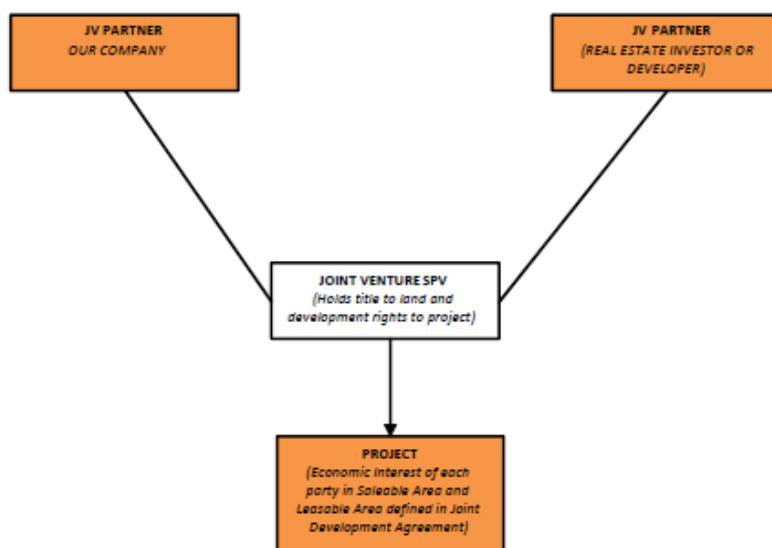 JV PARTNER
OUR COMPANY
JV PARTNER
(REAL ESTATE INVESTOR OR
DEVELOPER)
JOINT VENTURE SPV
(Holds title to land and
development rights to project)
PROJECT
(Economic Interest of each
party in Saleable Area and
Leasable Area defined in Joint
Development Agreement)